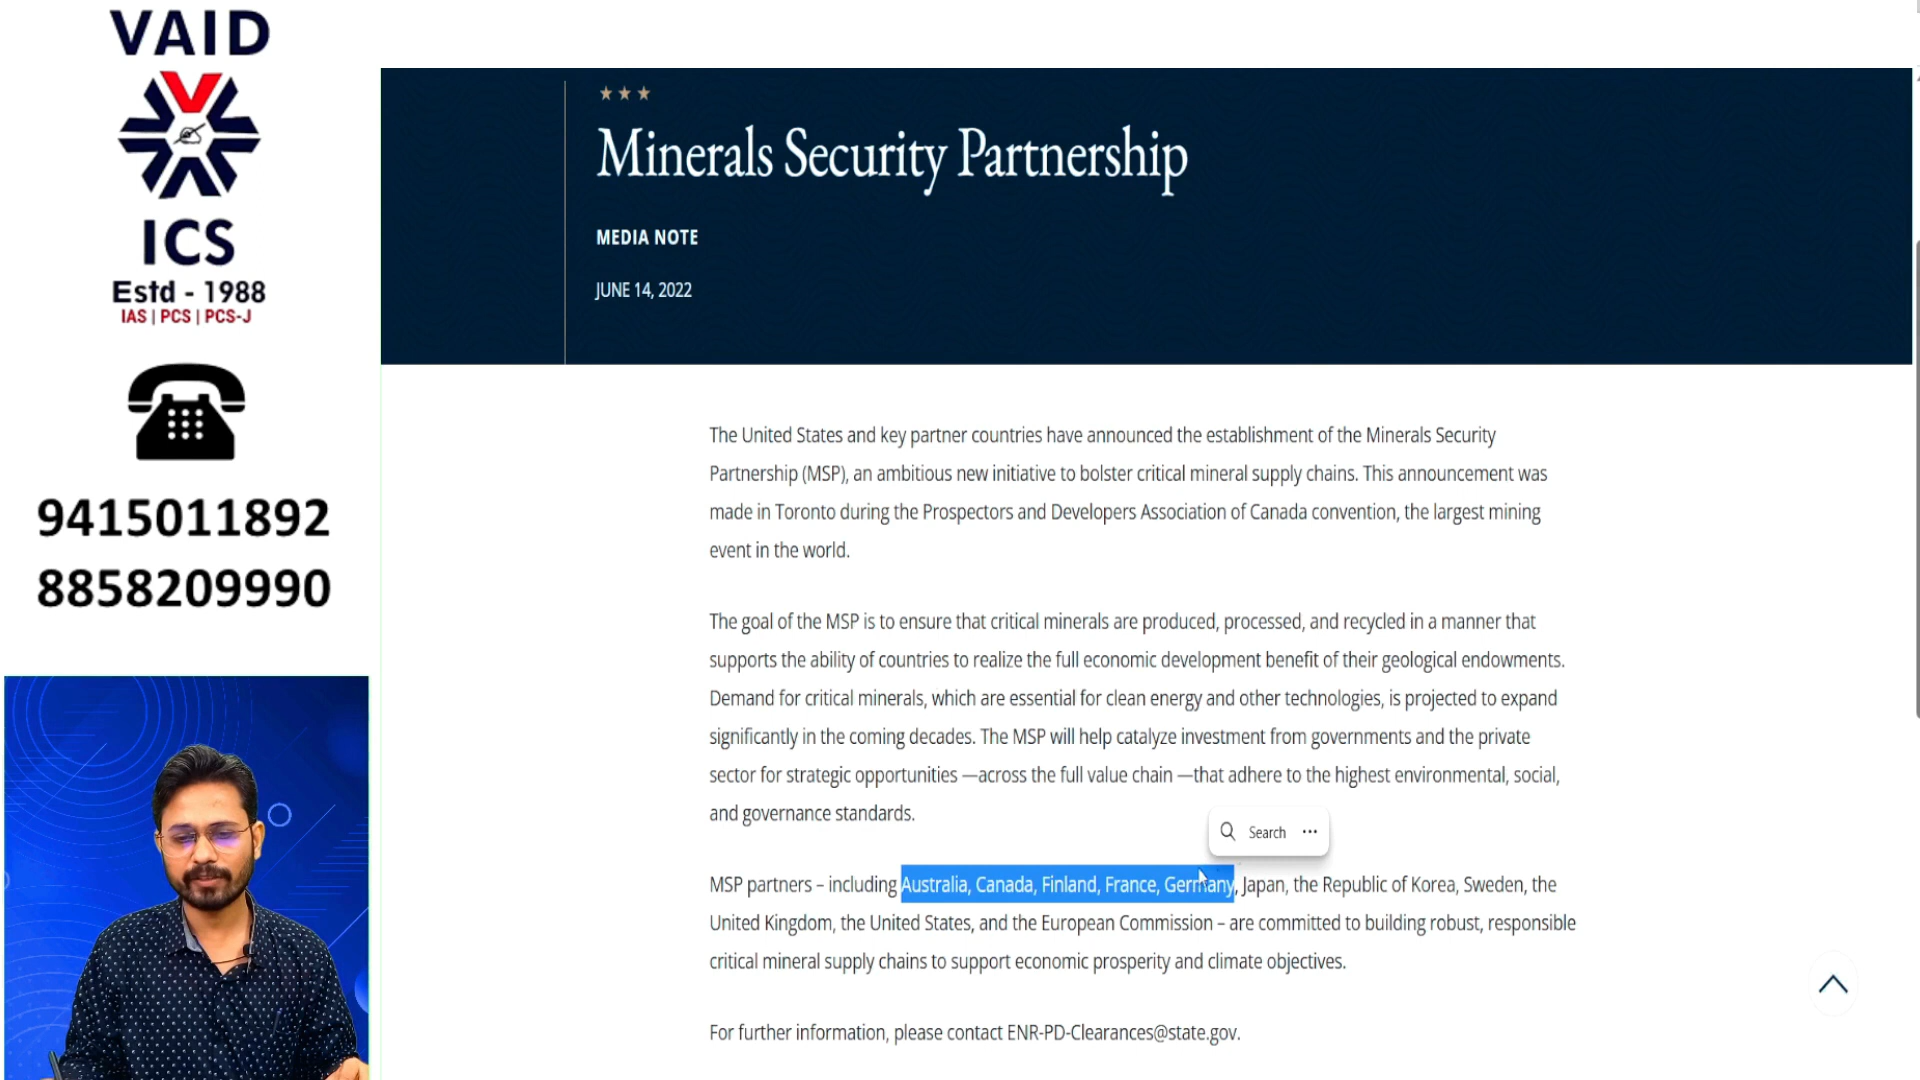 VAID
ICS
Estd - 1988
IAS | PCS | PCS-J
9415011892
8858209990
Minerals Security Partnership
MEDIA NOTE
JUNE 14, 2022
The United States and key partner countries have announced the establishment of the Minerals Security
Partnership (MSP), an ambitious new initiative to bolster critical mineral supply chains. This announcement was
made in Toronto during the Prospectors and Developers Association of Canada convention, the largest mining
event in the world.
The goal of the MSP is to ensure that critical minerals are produced, processed, and recycled in a manner that
supports the ability of countries to realize the full economic development benefit of their geological endowments.
Demand for critical minerals, which are essential for clean energy and other technologies, is projected to expand
significantly in the coming decades. The MSP will help catalyze investment from governments and the private
sector for strategic opportunities —across the full value chain —that adhere to the highest environmental, social,
and governance standards.
Search ···
MSP partners – including Australia, Canada, Finland, France, Germany, Japan, the Republic of Korea, Sweden, the
United Kingdom, the United States, and the European Commission – are committed to building robust, responsible
critical mineral supply chains to support economic prosperity and climate objectives.
For further information, please contact ENR-PD-Clearances@state.gov.